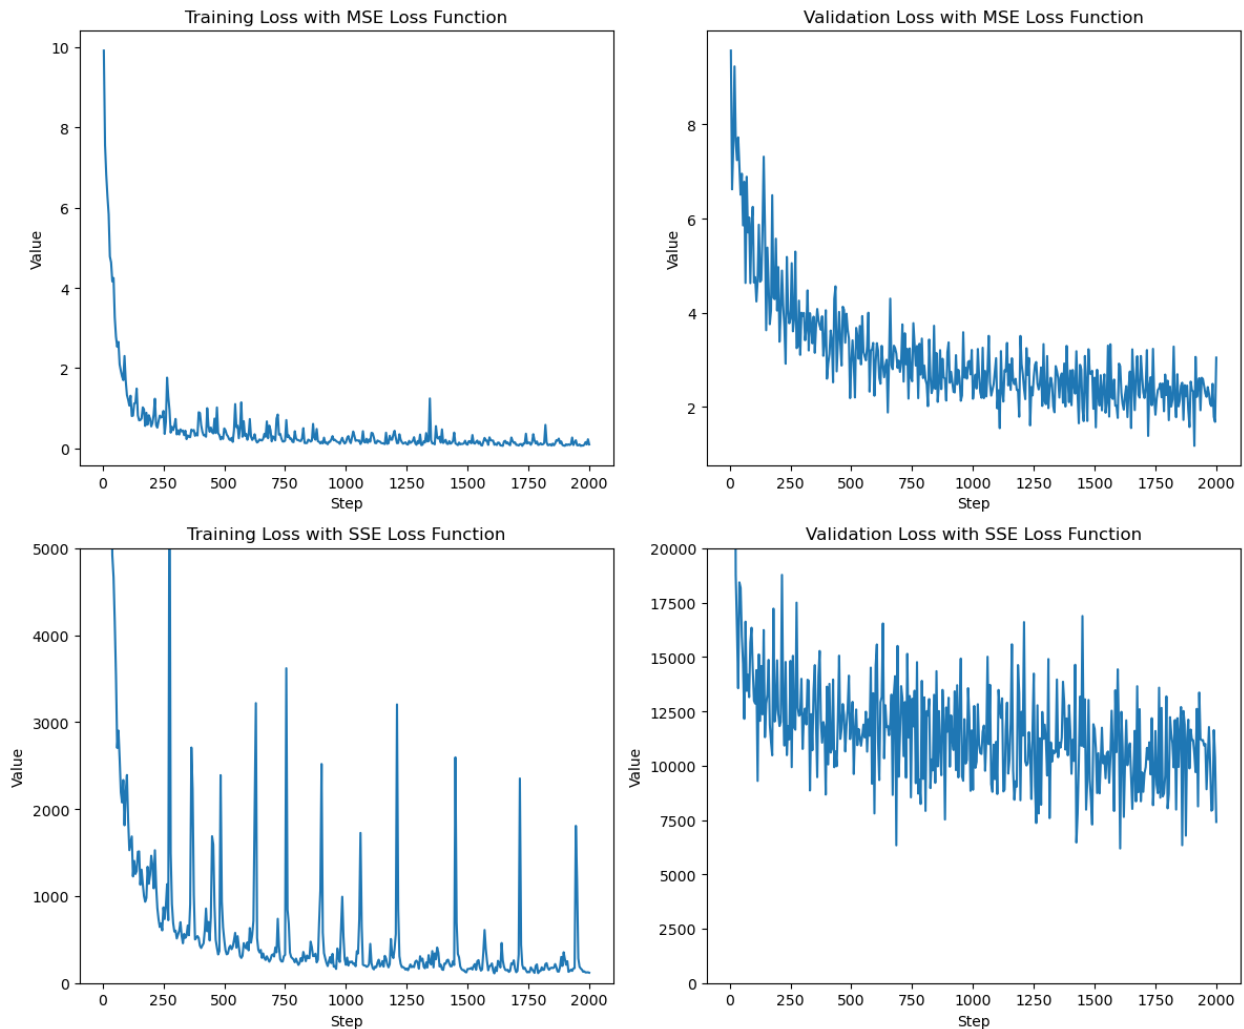 Training Loss with MSE Loss Function
10
8
6
4
2
0
Value
0 250 500 750 1000 1250 1500 1750 2000
Step
Validation Loss with MSE Loss Function
8
6
4
2
Value
0 250 500 750 1000 1250 1500 1750 2000
Step
Training Loss with SSE Loss Function
5000
4000
3000
2000
1000
0
Value
0 250 500 750 1000 1250 1500 1750 2000
Step
Validation Loss with SSE Loss Function
20000
17500
15000
12500
10000
7500
5000
2500
0
Value
0 250 500 750 1000 1250 1500 1750 2000
Step